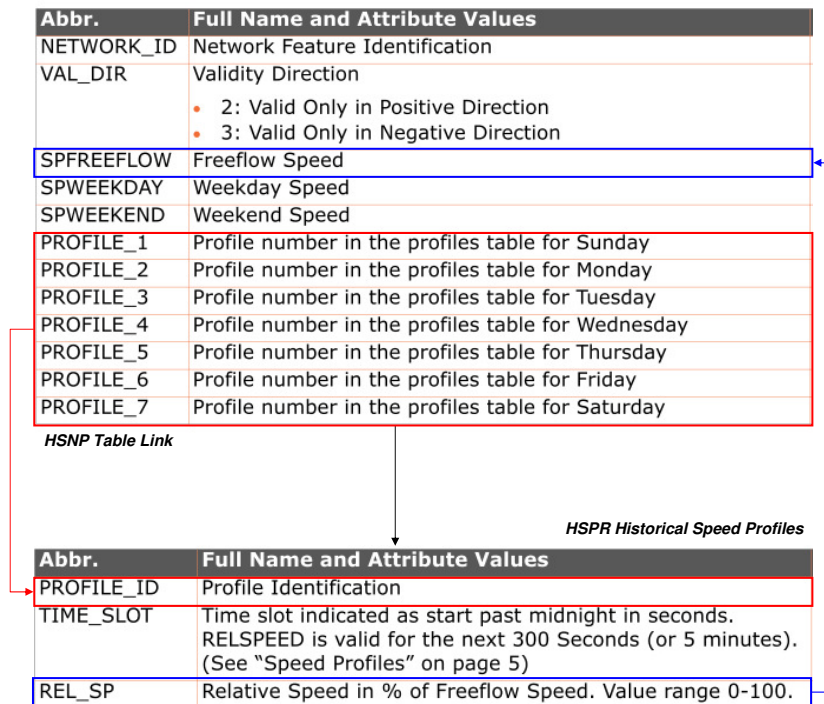 Abbr. Full Name and Attribute Values
NETWORK_ID Network Feature Identification
VAL_DIR Validity Direction
• 2: Valid Only in Positive Direction
• 3: Valid Only in Negative Direction
SPFREEFLOW Freeflow Speed
SPWEEKDAY Weekday Speed
SPWEEKEND Weekend Speed
PROFILE_1 Profile number in the profiles table for Sunday
PROFILE_2 Profile number in the profiles table for Monday
PROFILE_3 Profile number in the profiles table for Tuesday
PROFILE_4 Profile number in the profiles table for Wednesday
PROFILE_5 Profile number in the profiles table for Thursday
PROFILE_6 Profile number in the profiles table for Friday
PROFILE_7 Profile number in the profiles table for Saturday
HSNP Table Link
HSPR Historical Speed Profiles
Abbr. Full Name and Attribute Values
PROFILE_ID Profile Identification
TIME_SLOT Time slot indicated as start past midnight in seconds.
RELSPEED is valid for the next 300 Seconds (or 5 minutes).
(See “Speed Profiles” on page 5)
REL_SP Relative Speed in % of Freeflow Speed. Value range 0-100.